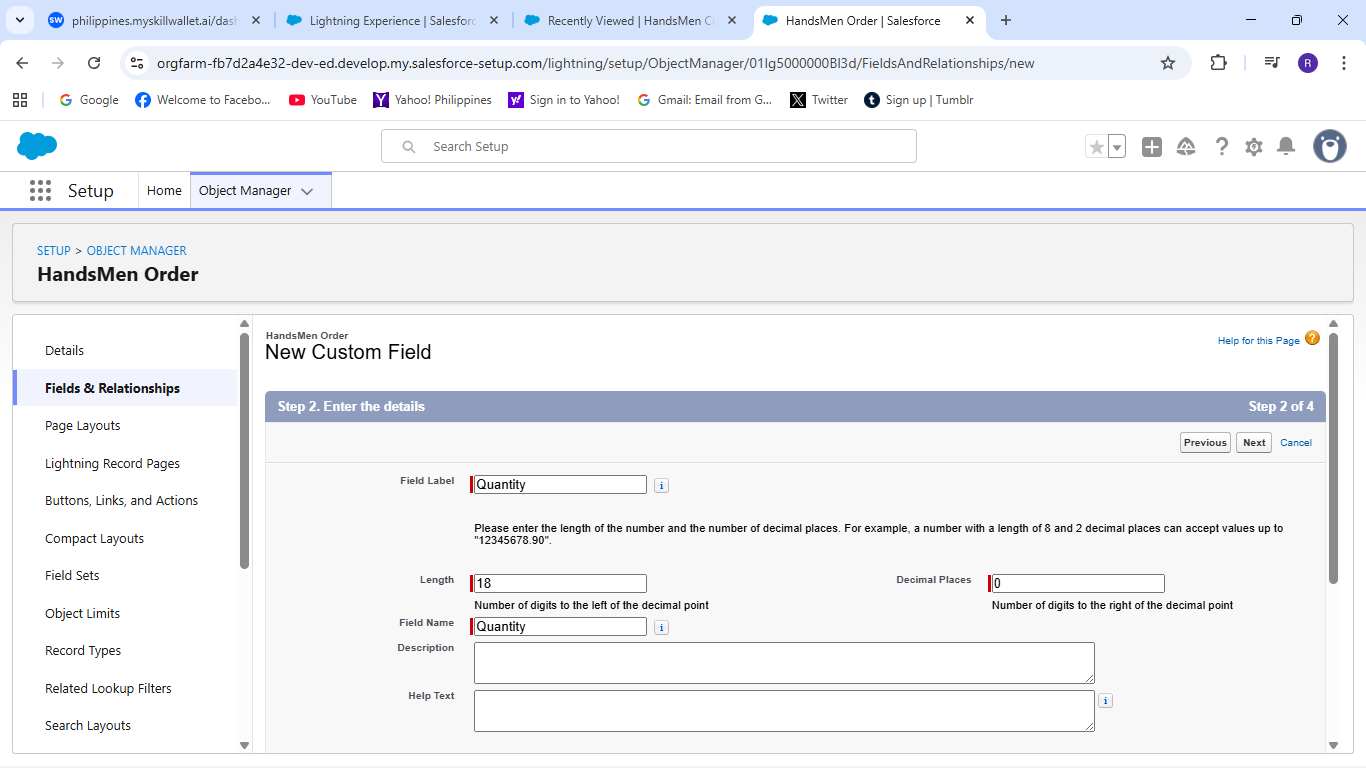 philippines.myskillwallet.ai/dash
Lightning Experience | Salesforc
Recently Viewed | HandsMen O
HandsMen Order | Salesforce
orgfarm-fb7d2a4e32-dev-ed.develop.my.salesforce-setup.com/lightning/setup/ObjectManager/01Ig5000000BI3d/FieldsAndRelationships/new
R
Google
Welcome to Facebo...
YouTube
Yahoo! Philippines
Sign in to Yahoo!
Gmail: Email from G...
Twitter
Sign up | Tumblr
Search Setup
Setup
Home
Object Manager
SETUP > OBJECT MANAGER
HandsMen Order
Details
Fields & Relationships
Page Layouts
Lightning Record Pages
Buttons, Links, and Actions
Compact Layouts
Field Sets
Object Limits
Record Types
Related Lookup Filters
Search Layouts
HandsMen Order
New Custom Field
Help for this Page
Step 2. Enter the details
Step 2 of 4
Previous
Next
Cancel
Field Label
Quantity
Please enter the length of the number and the number of decimal places. For example, a number with a length of 8 and 2 decimal places can accept values up to
"12345678.90".
Length
18
Decimal Places
0
Number of digits to the left of the decimal point
Number of digits to the right of the decimal point
Field Name
Quantity
Description
Help Text